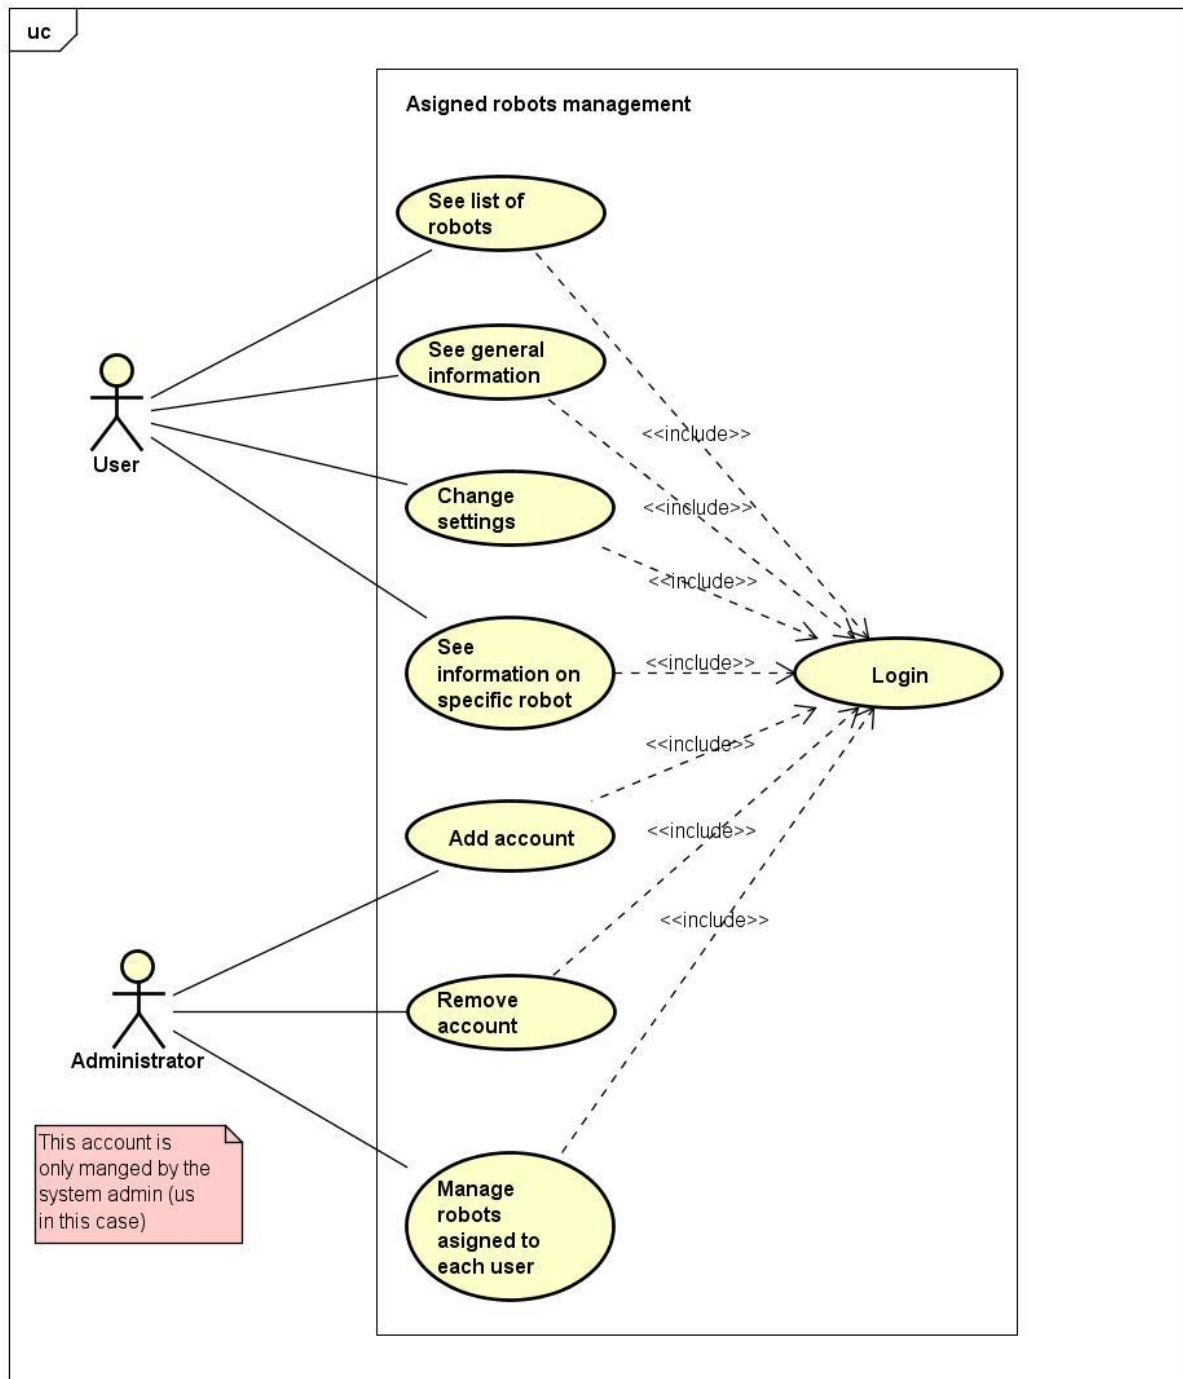 uc
Asigned robots management
See list of
robots
See general
information
<<include>>
User
Change
settings
<<include>>
<<include>>
See
information on
specific robot
<<include>>
Login
<<include>>
Add account
<<include>>
<<include>>
Remove
account
Administrator
This account is
only manged by the
system admin (us
in this case)
Manage
robots
asigned to
each user